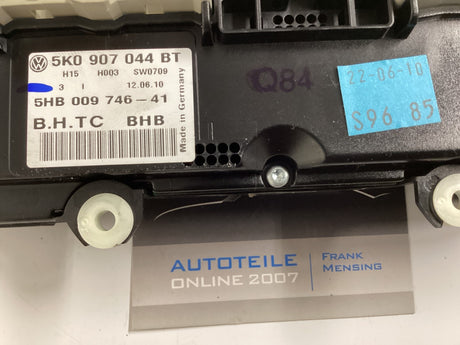 5K0 907 044 BT
H15 H003 SW0709
3 I 12.06.10
5HB 009 746-41
B.H.TC BHB
Made in Germany
Q84
22-06-10
S96 85
AUTOTEILE
ONLINE 2007
FRANK
MENSING